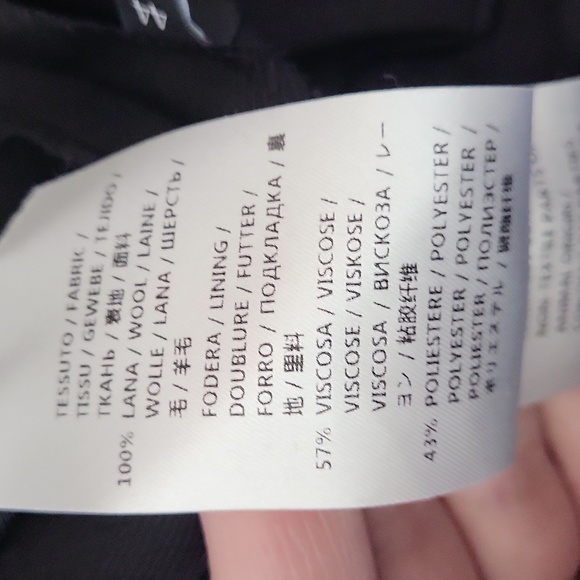 44
TESSUTO / FABRIC /
TISSU / GEWEBE / TEJIDO /
ТКАНЬ / 表地 / 面料
100% LANA / WOOL / LAINE /
WOLLE / LANA / ШЕРСТЬ /
毛 / 羊毛
FODERA / LINING /
DOUBLURE / FUTTER /
FORRO / ПОДКЛАДКА / 裏
地 / 里料
57% VISCOSA / VISCOSE /
VISCOSE / VISKOSE /
VISCOSA / ВИСКОЗА / レー
ヨン / 粘胶纤维
43% POLIESTERE / POLYESTER /
POLYESTER / POLYESTER /
POLIESTER / ПОЛИЭСТЕР /
ポリエステル / 聚酯纤维